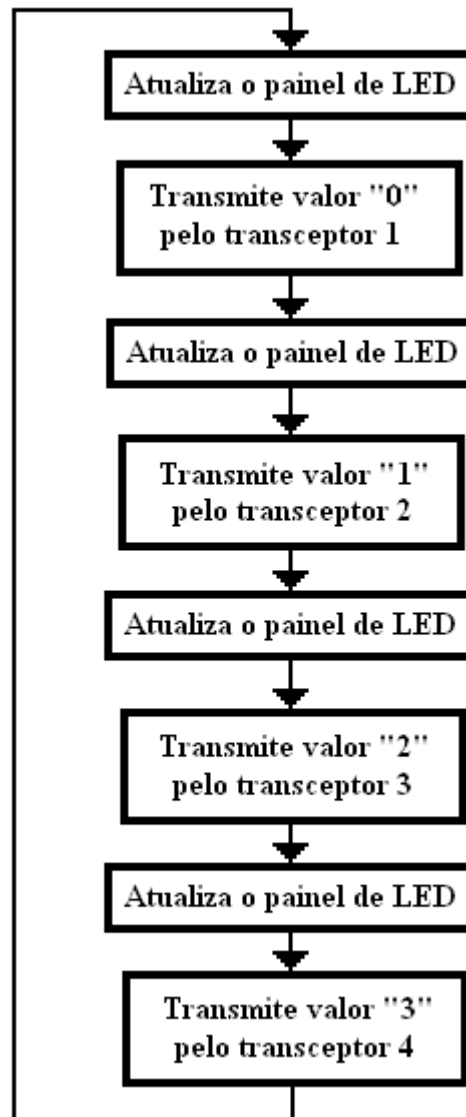 Atualiza o painel de LED
Transmite valor "0"
pelo transceptor 1
Atualiza o painel de LED
Transmite valor "1"
pelo transceptor 2
Atualiza o painel de LED
Transmite valor "2"
pelo transceptor 3
Atualiza o painel de LED
Transmite valor "3"
pelo transceptor 4